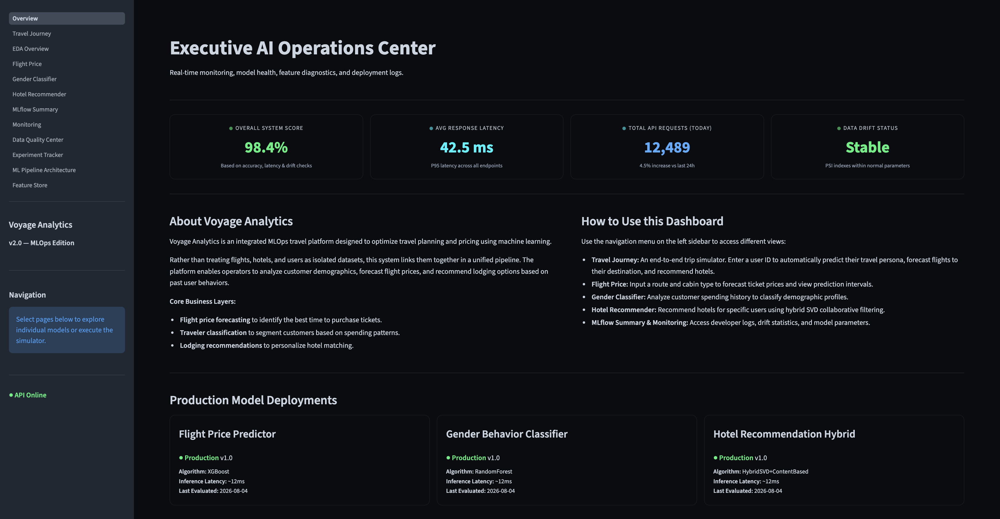 Overview
Travel Journey
EDA Overview
Flight Price
Gender Classifier
Hotel Recommender
MLflow Summary
Monitoring
Data Quality Center
Experiment Tracker
ML Pipeline Architecture
Feature Store
Voyage Analytics
v2.0 — MLOps Edition
Navigation
Select pages below to explore
individual models or execute the
simulator.
API Online
Executive AI Operations Center
Real-time monitoring, model health, feature diagnostics, and deployment logs.
OVERALL SYSTEM SCORE
98.4%
Based on accuracy, latency & drift checks
AVG RESPONSE LATENCY
42.5 ms
P95 latency across all endpoints
TOTAL API REQUESTS (TODAY)
12,489
4.5% increase vs last 24h
DATA DRIFT STATUS
Stable
PSI indexes within normal parameters
About Voyage Analytics
Voyage Analytics is an integrated MLOps travel platform designed to optimize travel planning and pricing using machine learning.
Rather than treating flights, hotels, and users as isolated datasets, this system links them together in a unified pipeline. The
platform enables operators to analyze customer demographics, forecast flight prices, and recommend lodging options based on
past user behaviors.
Core Business Layers:
• Flight price forecasting to identify the best time to purchase tickets.
• Traveler classification to segment customers based on spending patterns.
• Lodging recommendations to personalize hotel matching.
How to Use this Dashboard
Use the navigation menu on the left sidebar to access different views:
• Travel Journey: An end-to-end trip simulator. Enter a user ID to automatically predict their travel persona, forecast flights to
their destination, and recommend hotels.
• Flight Price: Input a route and cabin type to forecast ticket prices and view prediction intervals.
• Gender Classifier: Analyze customer spending history to classify demographic profiles.
• Hotel Recommender: Recommend hotels for specific users using hybrid SVD collaborative filtering.
• MLflow Summary & Monitoring: Access developer logs, drift statistics, and model parameters.
Production Model Deployments
Flight Price Predictor
Production v1.0
Algorithm: XGBoost
Inference Latency: ~12ms
Last Evaluated: 2026-08-04
Gender Behavior Classifier
Production v1.0
Algorithm: RandomForest
Inference Latency: ~12ms
Last Evaluated: 2026-08-04
Hotel Recommendation Hybrid
Production v1.0
Algorithm: HybridSVD+ContentBased
Inference Latency: ~12ms
Last Evaluated: 2026-08-04